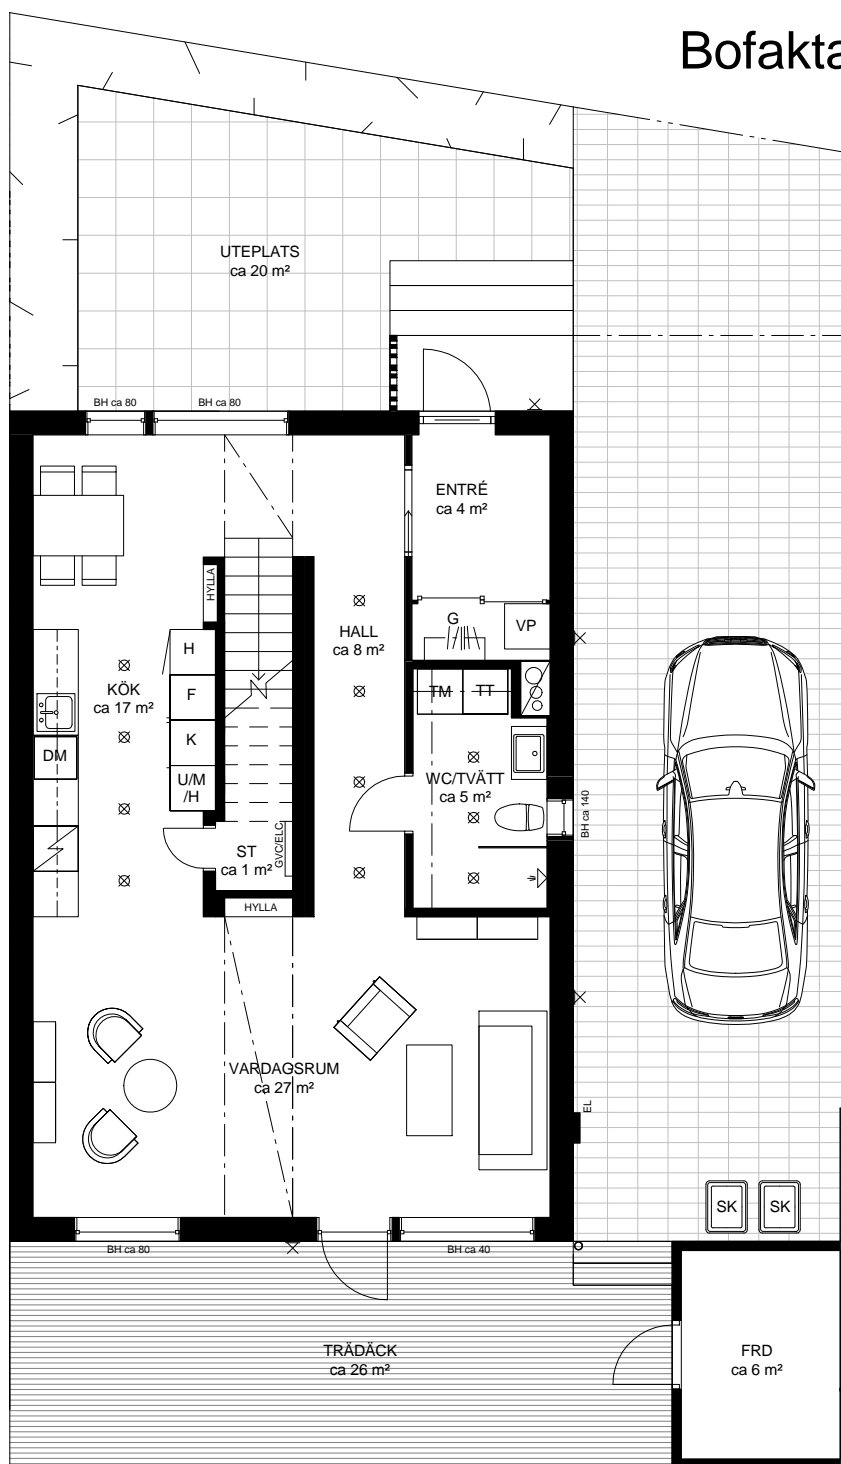 Bofakta
UTEPLATS
ca 20 m²
BH ca 80
BH ca 80
ENTRÉ
ca 4 m²
HYLLA
G
VP
HALL
ca 8 m²
H
F
K
U/M
/H
KÖK
ca 17 m²
DM
TM
TT
WC/TVÄTT
ca 5 m²
BH ca 140
ST
ca 1 m²
GVC/ELC
HYLLA
VARDAGSRUM
ca 27 m²
EL
SK
SK
BH ca 80
BH ca 40
TRÄDÄCK
ca 26 m²
FRD
ca 6 m²